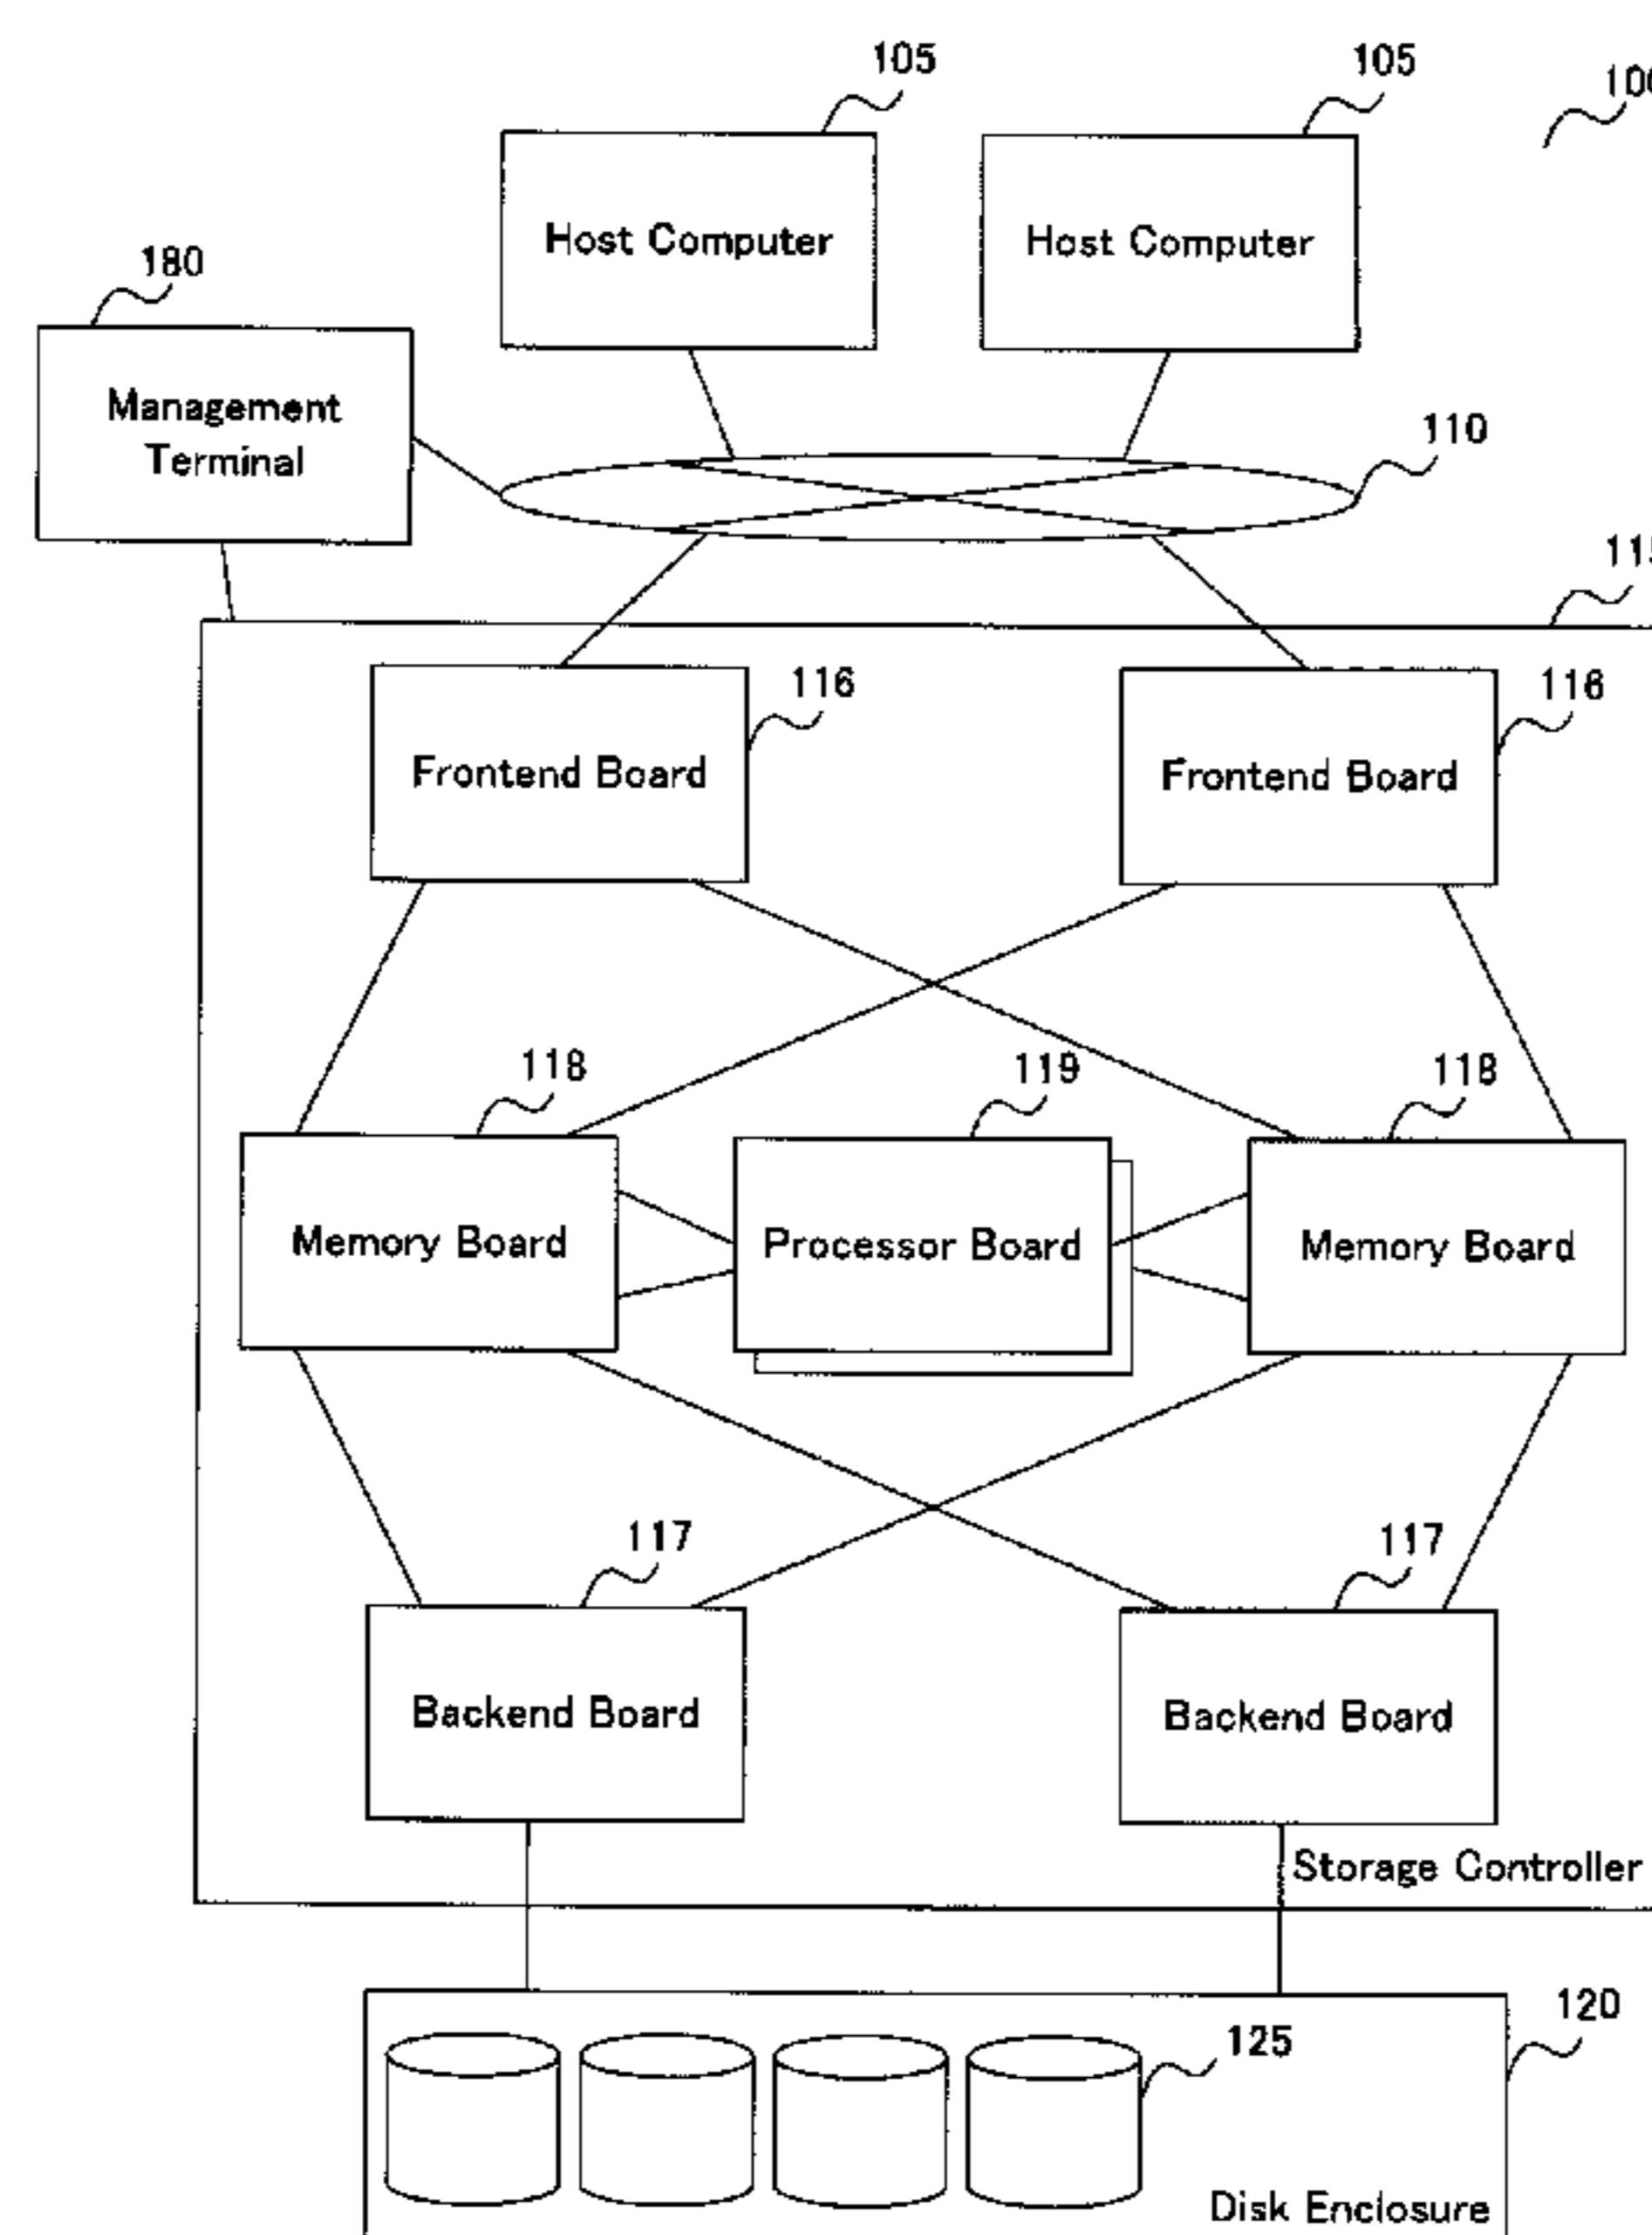 105
105
Host Computer
Host Computer
180
Management
Terminal
110
116
116
Frontend Board
Frontend Board
118
119
118
Memory Board
Processor Board
Memory Board
117
117
Backend Board
Backend Board
Storage Controller
120
125
Disk Enclosure